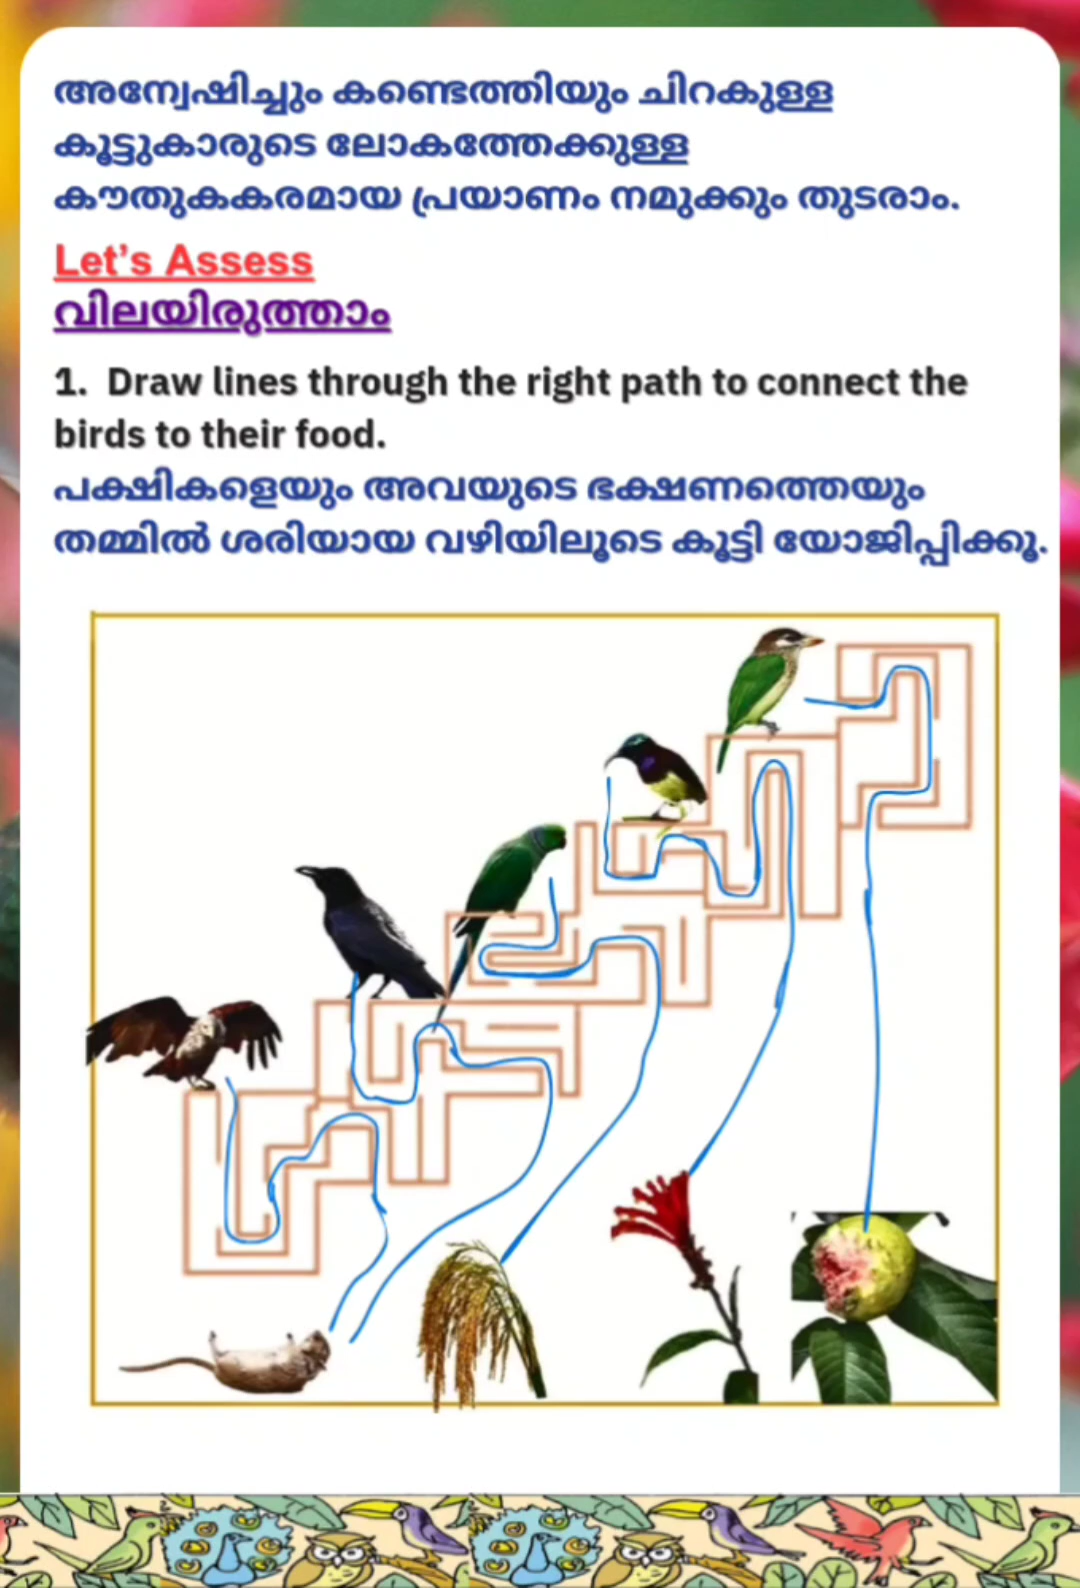 അന്വേഷിച്ചും കണ്ടെത്തിയും ചിറകുള്ള
കൂട്ടുകാരുടെ ലോകത്തേക്കുള്ള
കൗതുകകരമായ പ്രയാണം നമുക്കും തുടരാം.
Let’s Assess
വിലയിരുത്താം
1. Draw lines through the right path to connect the
birds to their food.
പക്ഷികളെയും അവയുടെ ഭക്ഷണത്തെയും
തമ്മിൽ ശരിയായ വഴിയിലൂടെ കൂട്ടി യോജിപ്പിക്കൂ.